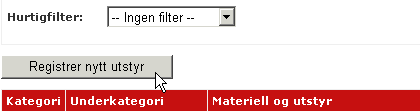 Hurtigfilter: -- Ingen filter --
Registrer nytt utstyr
Kategori Underkategori Materiell og utstyr